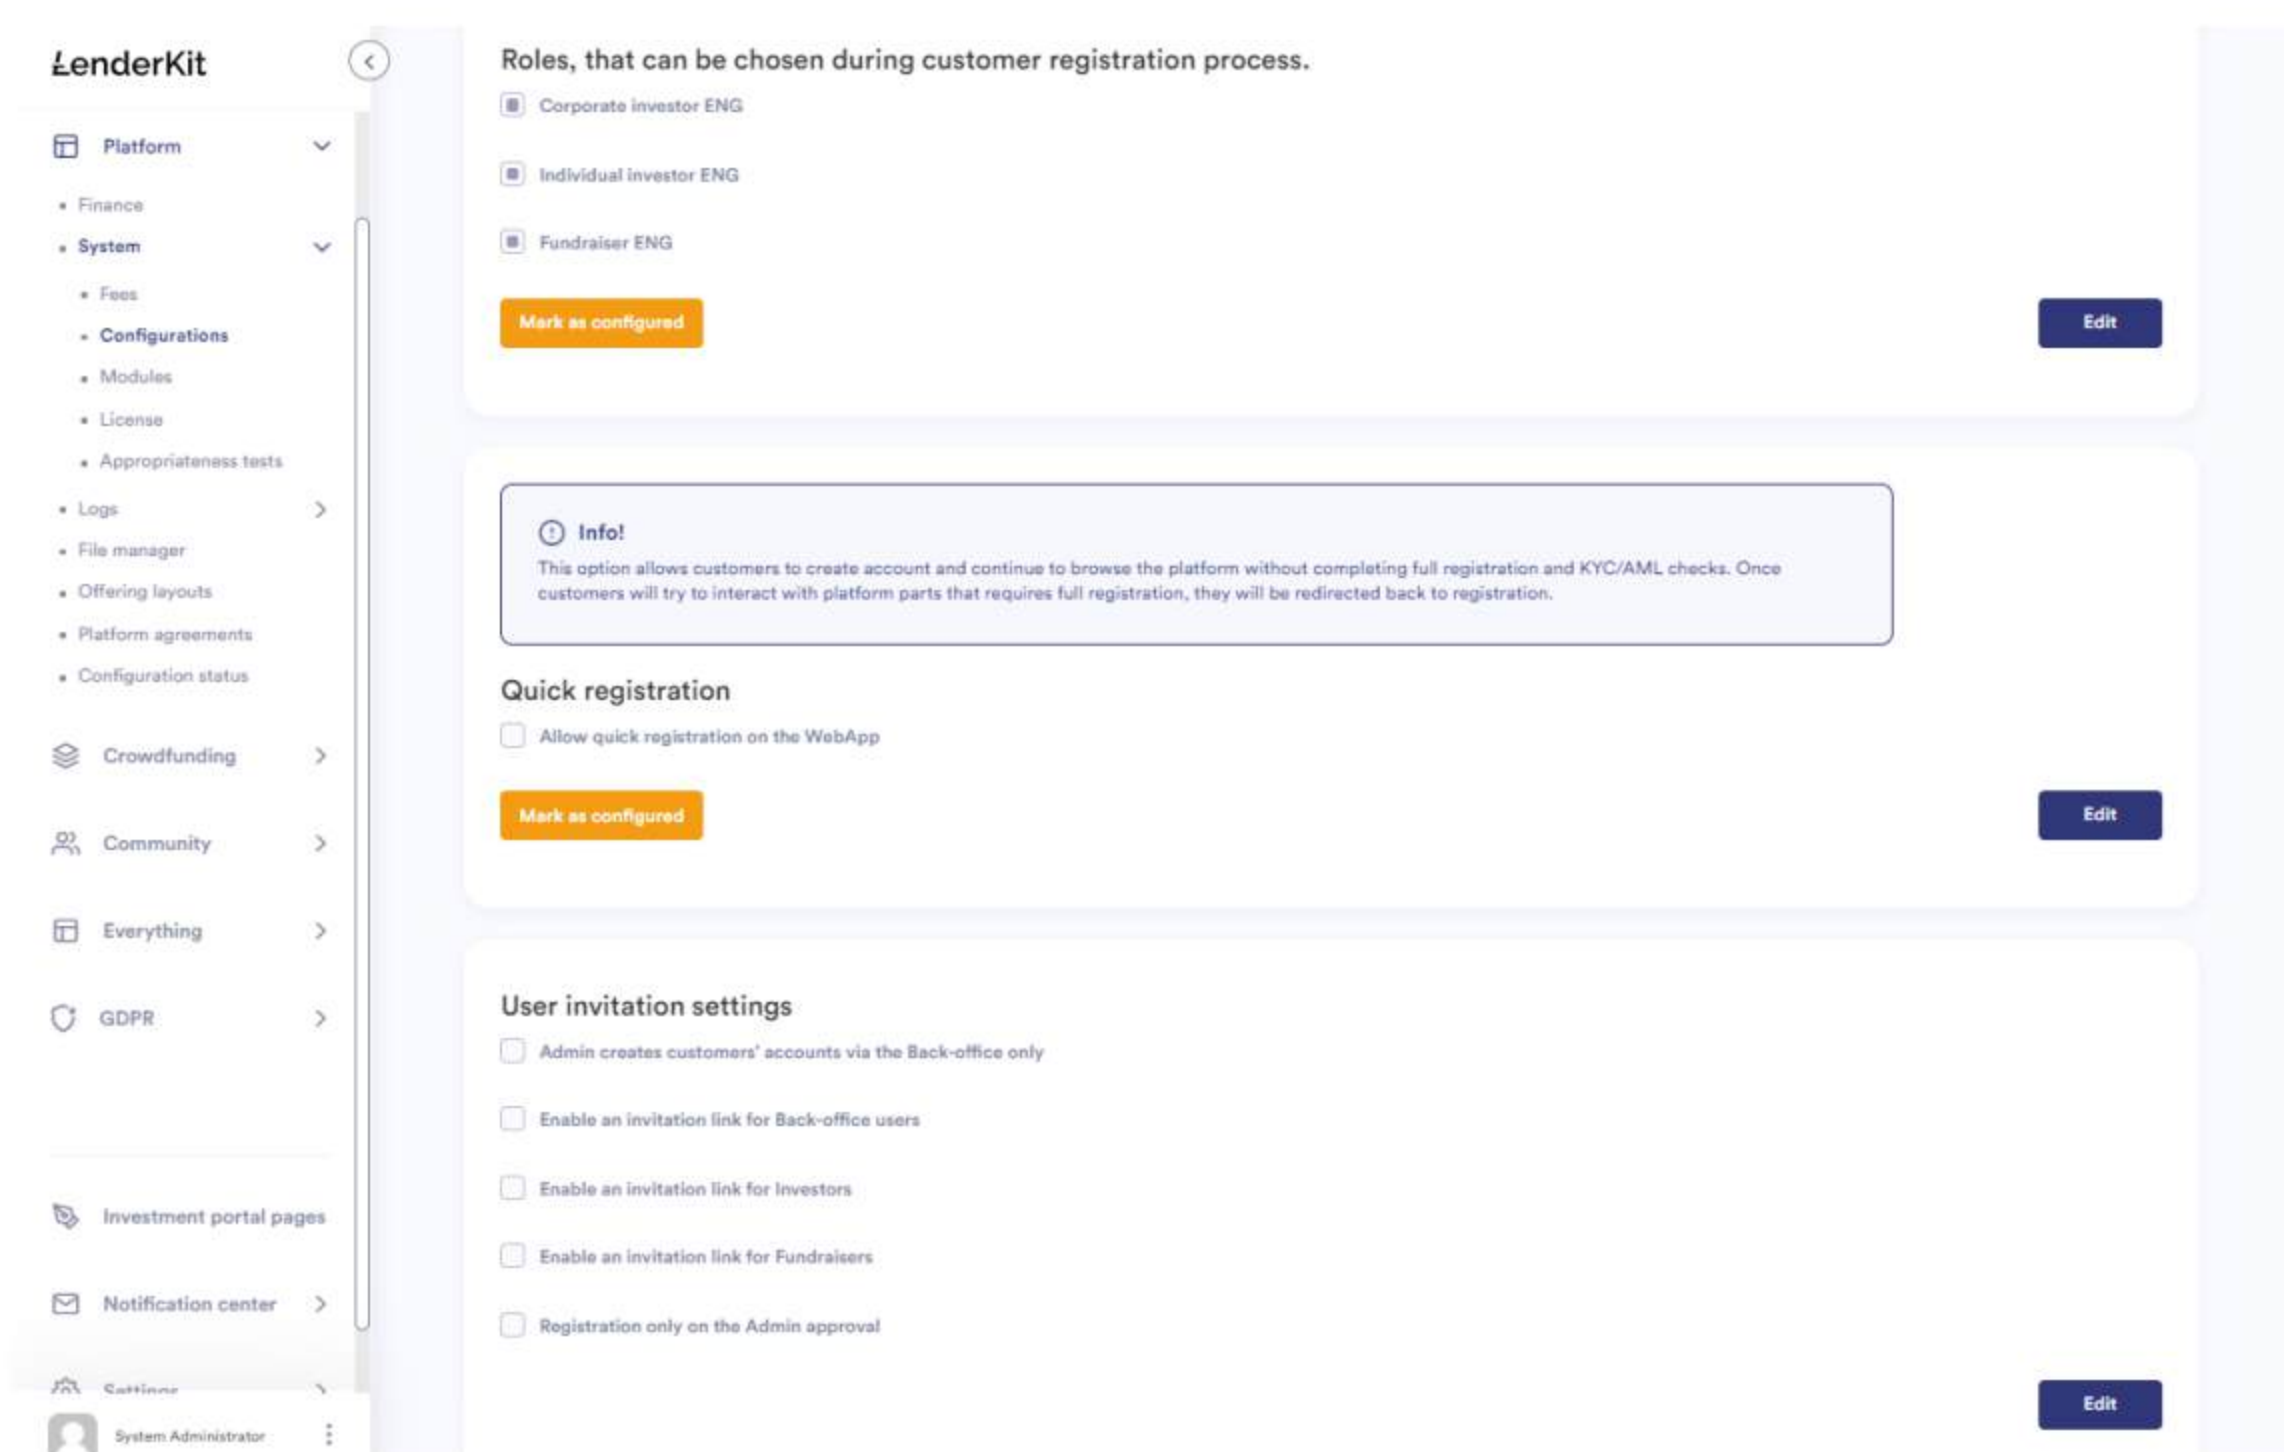 LenderKit
Platform
Finance
System
Fees
Configurations
Modules
License
Appropriateness tests
Logs
File manager
Offering layouts
Platform agreements
Configuration status
Crowdfunding
Community
Everything
GDPR
Investment portal pages
Notification center
Settings
System Administrator
Roles, that can be chosen during customer registration process.
Corporate investor ENG
Individual investor ENG
Fundraiser ENG
Mark as configured
Edit
Info!
This option allows customers to create account and continue to browse the platform without completing full registration and KYC/AML checks. Once
customers will try to interact with platform parts that requires full registration, they will be redirected back to registration.
Quick registration
Allow quick registration on the WebApp
Mark as configured
Edit
User invitation settings
Admin creates customers' accounts via the Back-office only
Enable an invitation link for Back-office users
Enable an invitation link for Investors
Enable an invitation link for Fundraisers
Registration only on the Admin approval
Edit